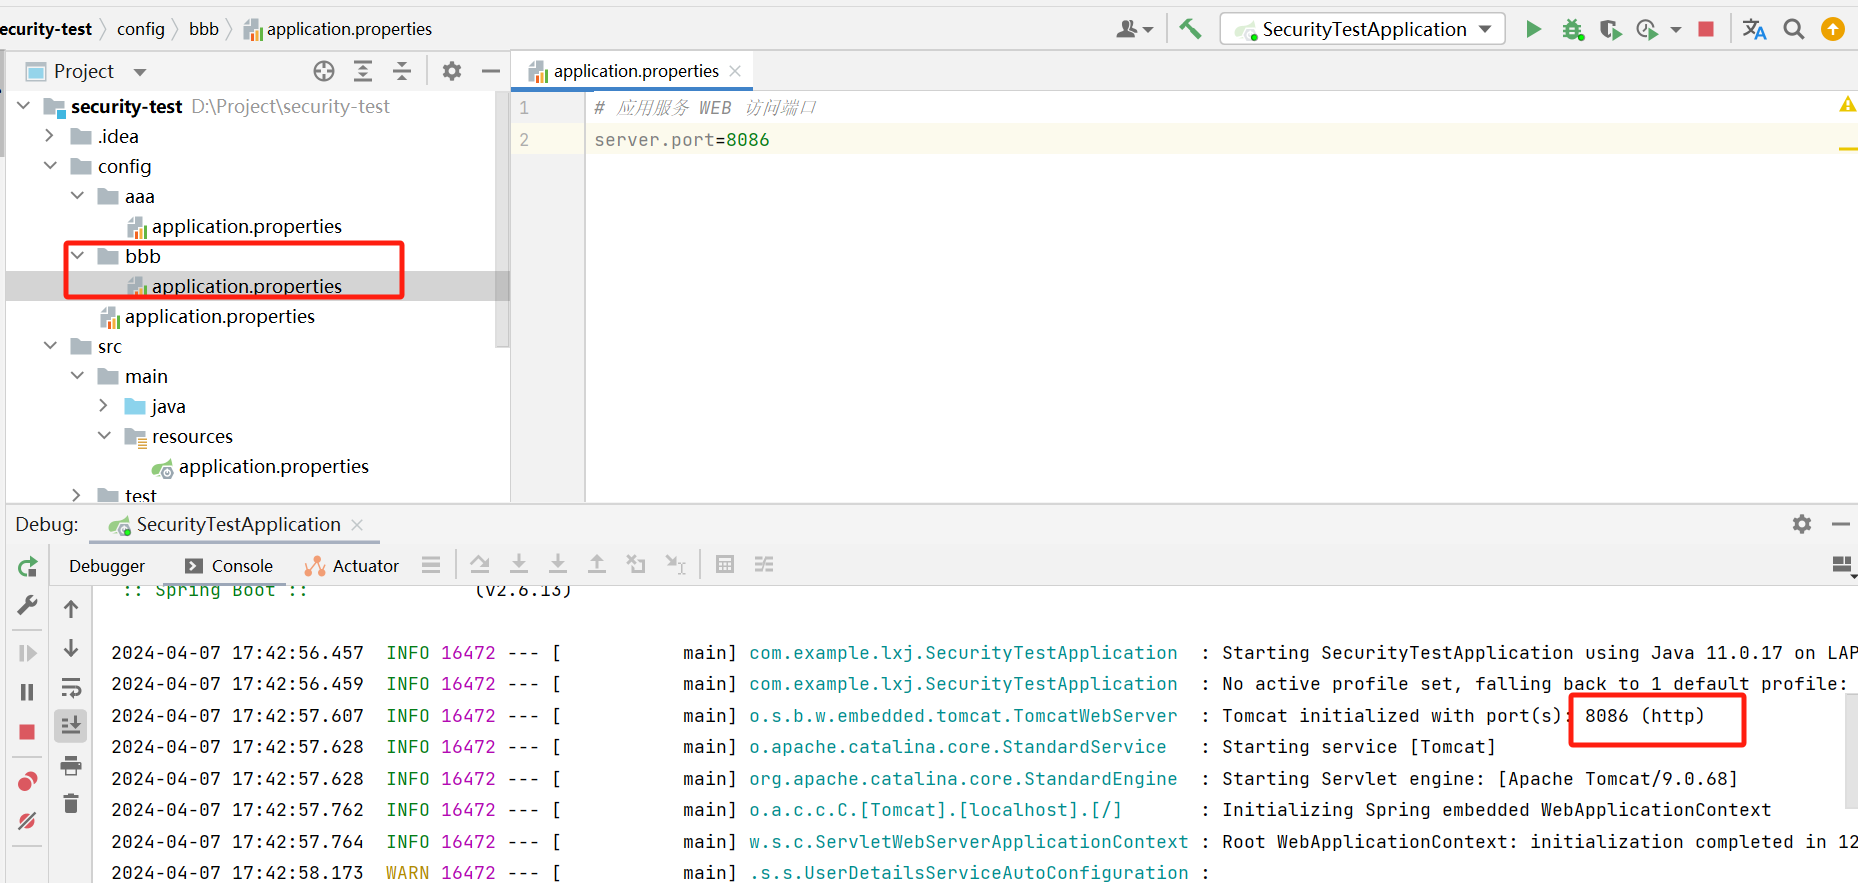 ecurity-test config bbb application.properties SecurityTestApplication
Project
application.properties
security-test D:\Project\security-test
.idea
config
aaa
application.properties
bbb
application.properties
application.properties
src
main
java
resources
application.properties
test
1 # 应用服务 WEB 访问端口
2 server.port=8086
Debug: SecurityTestApplication
Debugger Console Actuator
:: Spring Boot :: (v2.6.13)
2024-04-07 17:42:56.457 INFO 16472 --- [ main] com.example.lxj.SecurityTestApplication : Starting SecurityTestApplication using Java 11.0.17 on LAP
2024-04-07 17:42:56.459 INFO 16472 --- [ main] com.example.lxj.SecurityTestApplication : No active profile set, falling back to 1 default profile:
2024-04-07 17:42:57.607 INFO 16472 --- [ main] o.s.b.w.embedded.tomcat.TomcatWebServer : Tomcat initialized with port(s): 8086 (http)
2024-04-07 17:42:57.628 INFO 16472 --- [ main] o.apache.catalina.core.StandardService : Starting service [Tomcat]
2024-04-07 17:42:57.628 INFO 16472 --- [ main] org.apache.catalina.core.StandardEngine : Starting Servlet engine: [Apache Tomcat/9.0.68]
2024-04-07 17:42:57.762 INFO 16472 --- [ main] o.a.c.c.C.[Tomcat].[localhost].[/] : Initializing Spring embedded WebApplicationContext
2024-04-07 17:42:57.764 INFO 16472 --- [ main] w.s.c.ServletWebServerApplicationContext : Root WebApplicationContext: initialization completed in 12
2024-04-07 17:42:58.173 WARN 16472 --- [ main] .s.s.UserDetailsServiceAutoConfiguration :